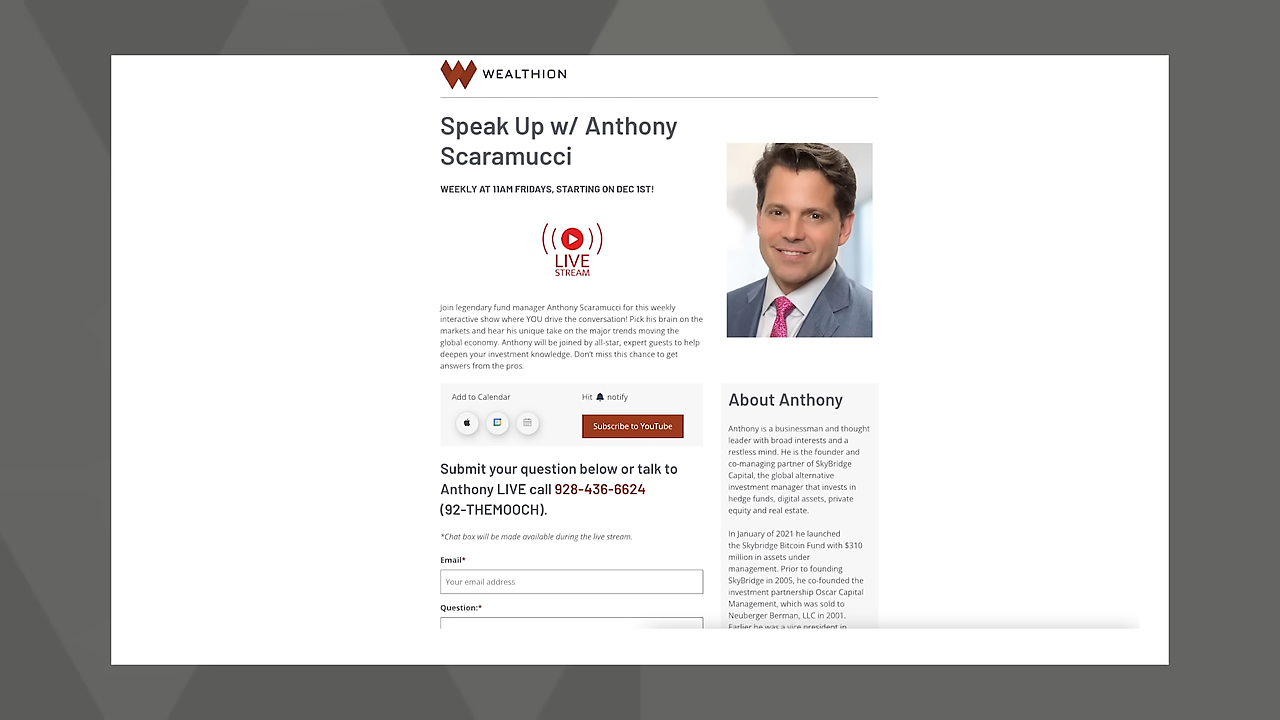 WEALTHION
Speak Up w/ Anthony
Scaramucci
WEEKLY AT 11AM FRIDAYS, STARTING ON DEC 1ST!
LIVE
STREAM
Join legendary fund manager Anthony Scaramucci for this weekly
interactive show where YOU drive the conversation! Pick his brain on the
markets and hear his unique take on the major trends moving the
global economy. Anthony will be joined by all-star, expert guests to help
deepen your investment knowledge. Don't miss this chance to get
answers from the pros.
Add to Calendar
Hit notify
Subscribe to YouTube
Submit your question below or talk to
Anthony LIVE call 928-436-6624
(92-THEMOOCH).
*Chat box will be made available during the live stream.
Email*
Your email address
Question:*
About Anthony
Anthony is a businessman and thought
leader with broad interests and a
restless mind. He is the founder and
co-managing partner of SkyBridge
Capital, the global alternative
investment manager that invests in
hedge funds, digital assets, private
equity and real estate.
In January of 2021 he launched
the Skybridge Bitcoin Fund with $310
million in assets under
management. Prior to founding
SkyBridge in 2005, he co-founded the
investment partnership Oscar Capital
Management, which was sold to
Neuberger Berman, LLC in 2001.
Earlier he was a vice president in